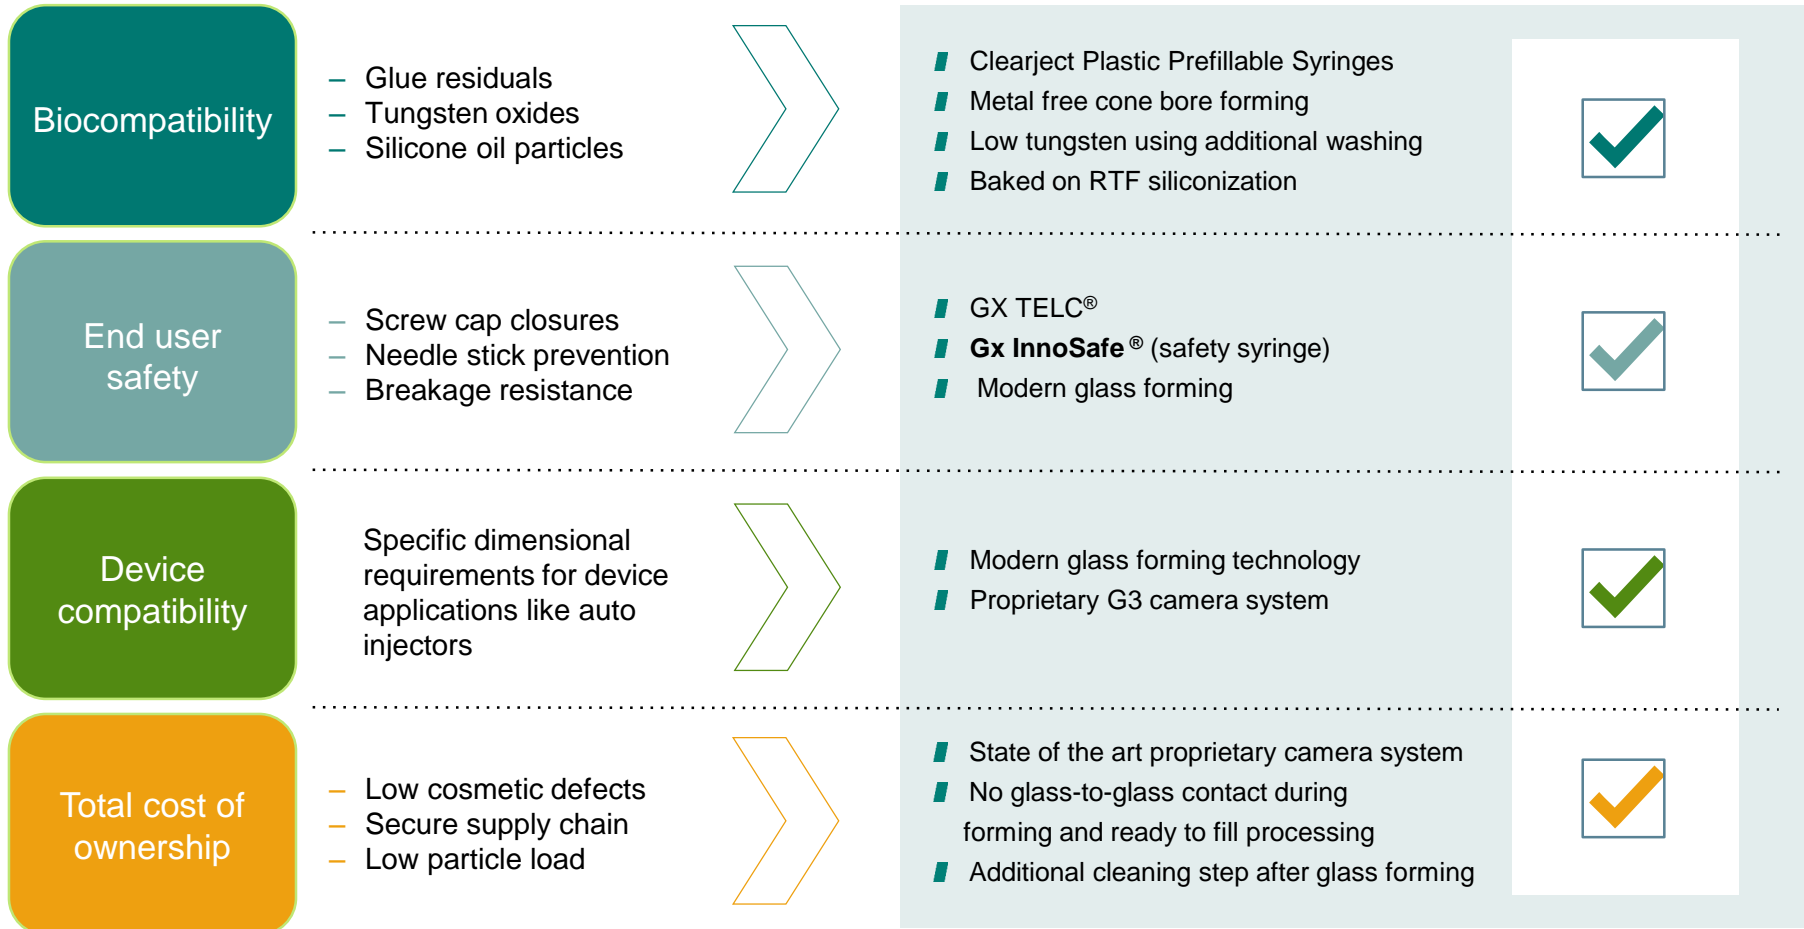 Biocompatibility
– Glue residuals
– Tungsten oxides
– Silicone oil particles
Clearject Plastic Prefillable Syringes
Metal free cone bore forming
Low tungsten using additional washing
Baked on RTF siliconization
End user
safety
– Screw cap closures
– Needle stick prevention
– Breakage resistance
GX TELC®
Gx InnoSafe ® (safety syringe)
Modern glass forming
Device
compatibility
Specific dimensional
requirements for device
applications like auto
injectors
Modern glass forming technology
Proprietary G3 camera system
Total cost of
ownership
– Low cosmetic defects
– Secure supply chain
– Low particle load
State of the art proprietary camera system
No glass-to-glass contact during
forming and ready to fill processing
Additional cleaning step after glass forming